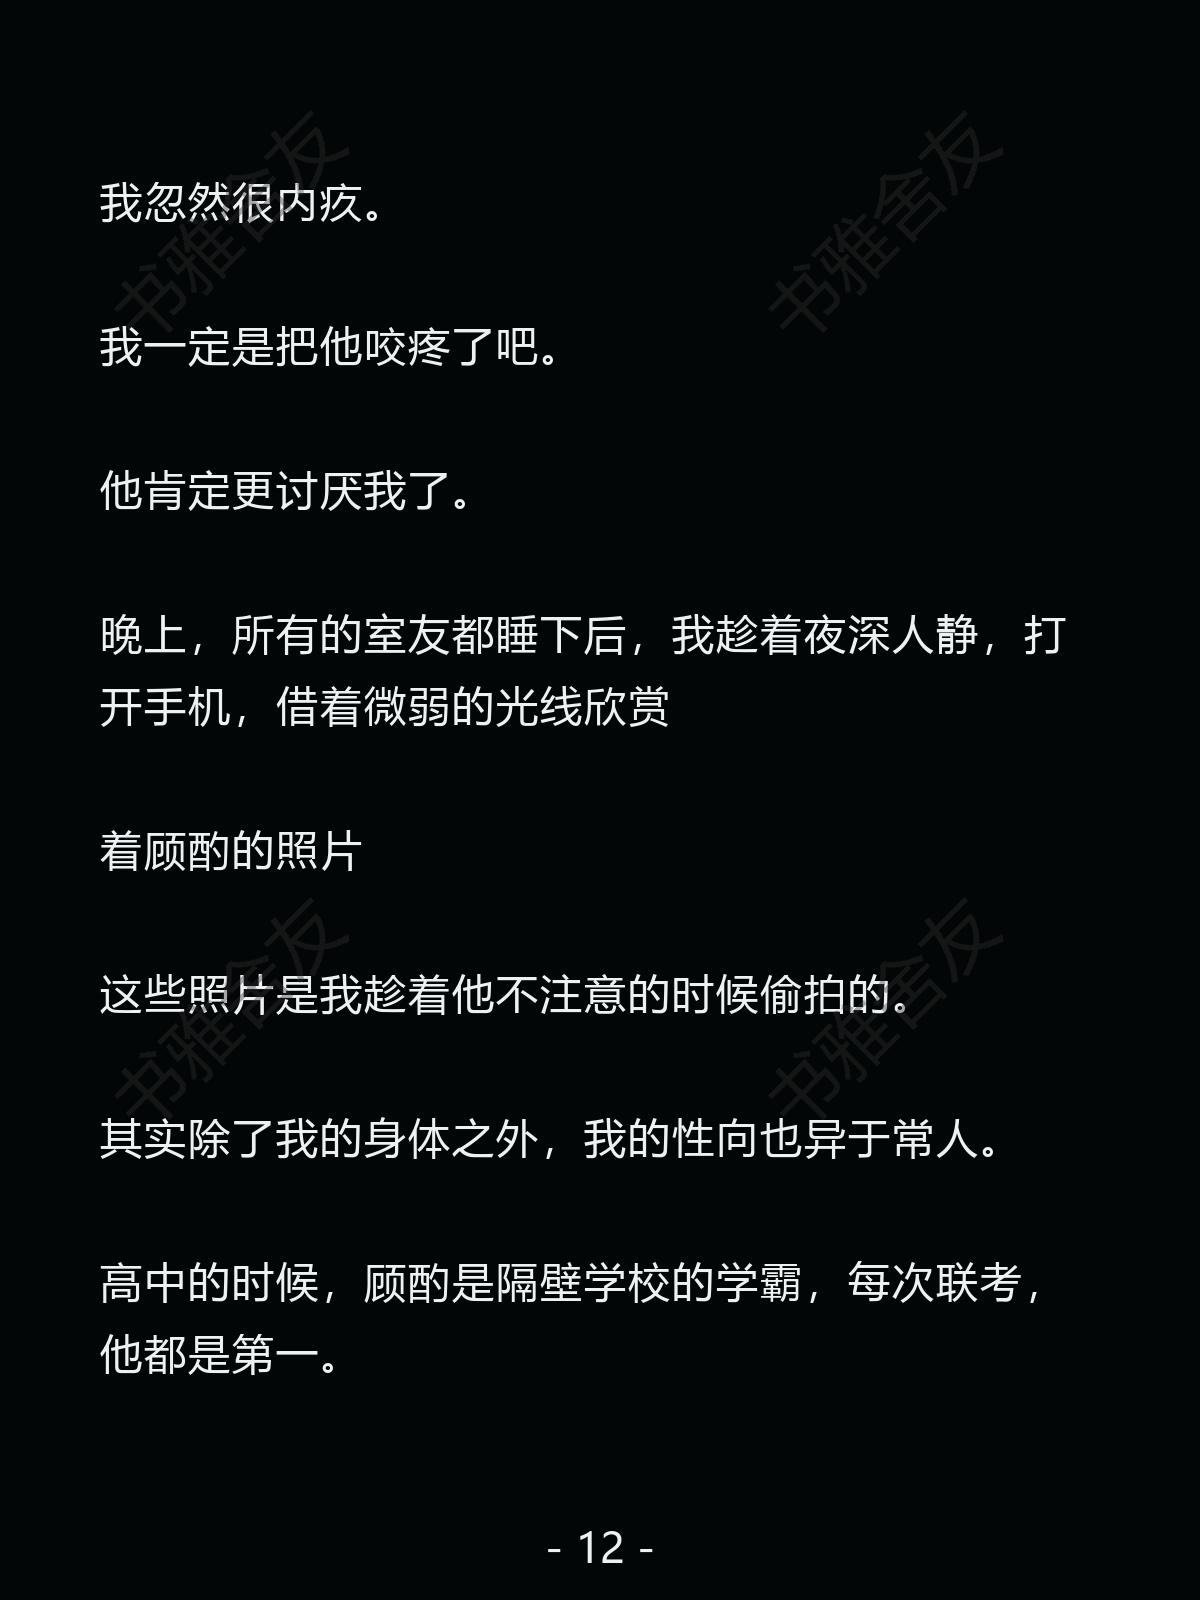 我忽然很内疚。
我一定是把他咬疼了吧。
他肯定更讨厌我了。
晚上，所有的室友都睡下后，我趁着夜深人静，打
开手机，借着微弱的光线欣赏
着顾酌的照片
这些照片是我趁着他不注意的时候偷拍的。
其实除了我的身体之外，我的性向也异于常人。
高中的时候，顾酌是隔壁学校的学霸，每次联考，
他都是第一。
- 12 -
书雅舍友
书雅舍友
书雅舍友
书雅舍友